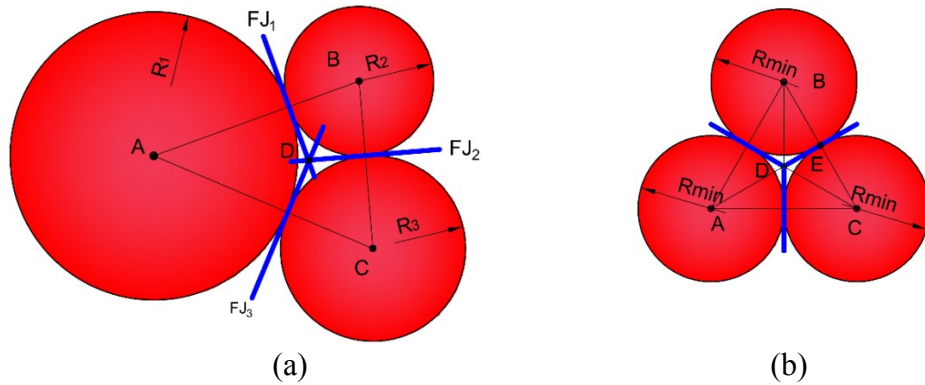 FJ₁
B
R₂
R₁
A
D
FJ₂
R₃
C
FJ₃
(a)
Rmin
B
D
E
Rmin
Rmin
A
C
(b)